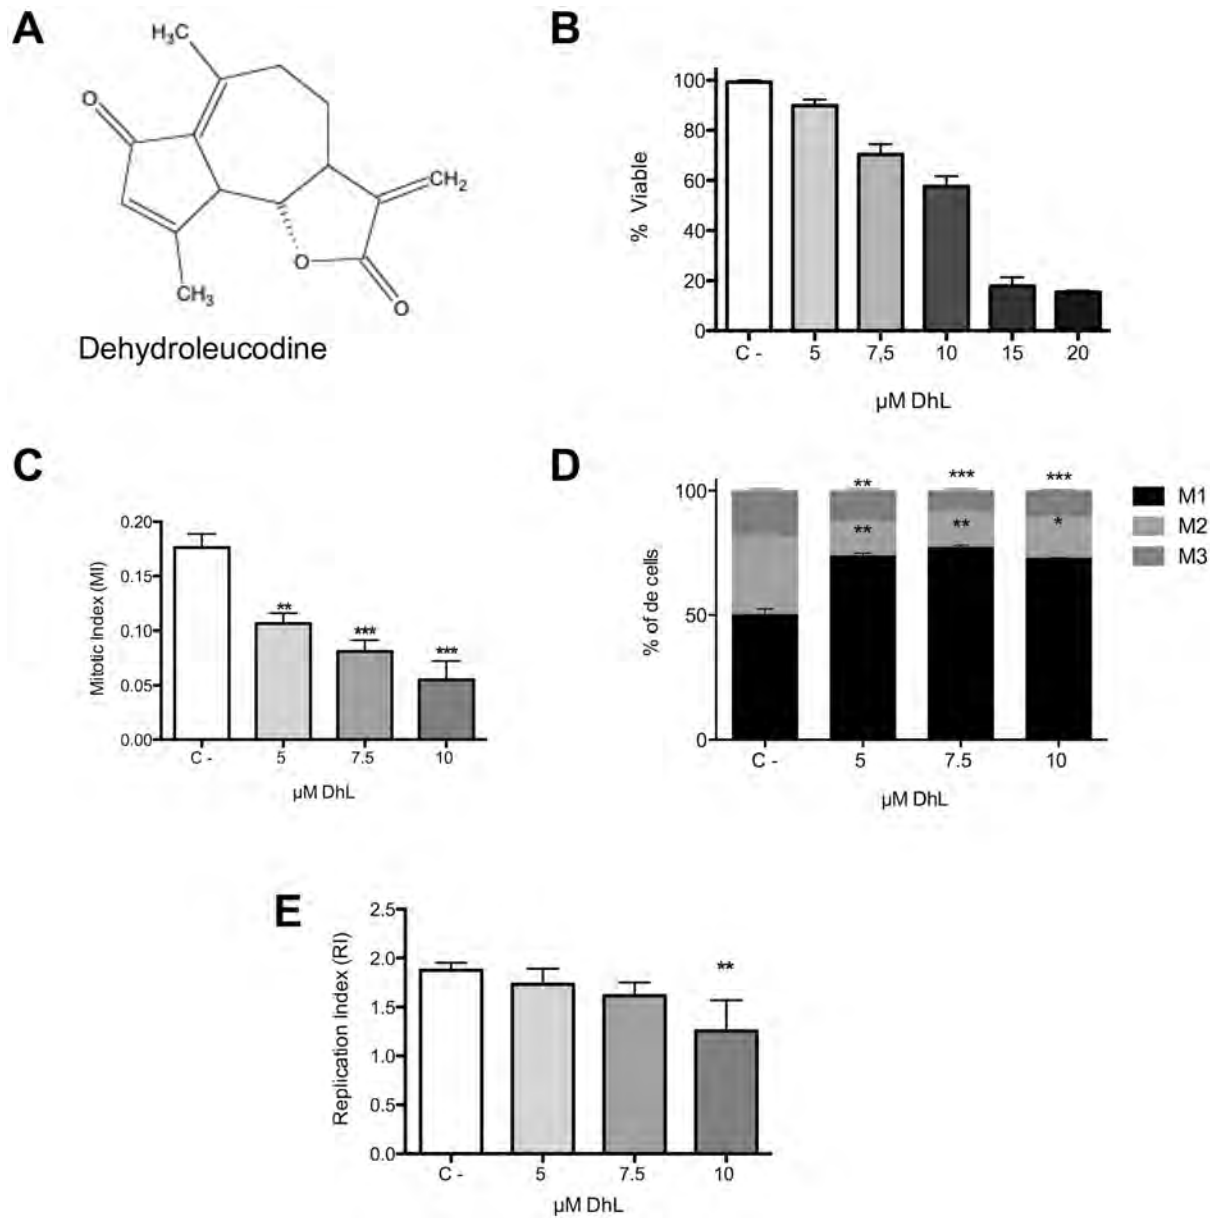 A
H₃C
O
CH₂
O
O
CH₃
Dehydroleucodine
B
% Viable
100
80
60
40
20
0
C -
5
7,5
10
15
20
µM DhL
C
Mitotic Index (MI)
0.20
0.15
0.10
0.05
0.00
**
***
***
C -
5
7.5
10
µM DhL
D
% of de cells
100
50
0
**
***
***
**
**
*
C -
5
7.5
10
µM DhL
M1
M2
M3
E
Replication Index (RI)
2.5
2.0
1.5
1.0
0.5
0.0
**
C -
5
7.5
10
µM DhL